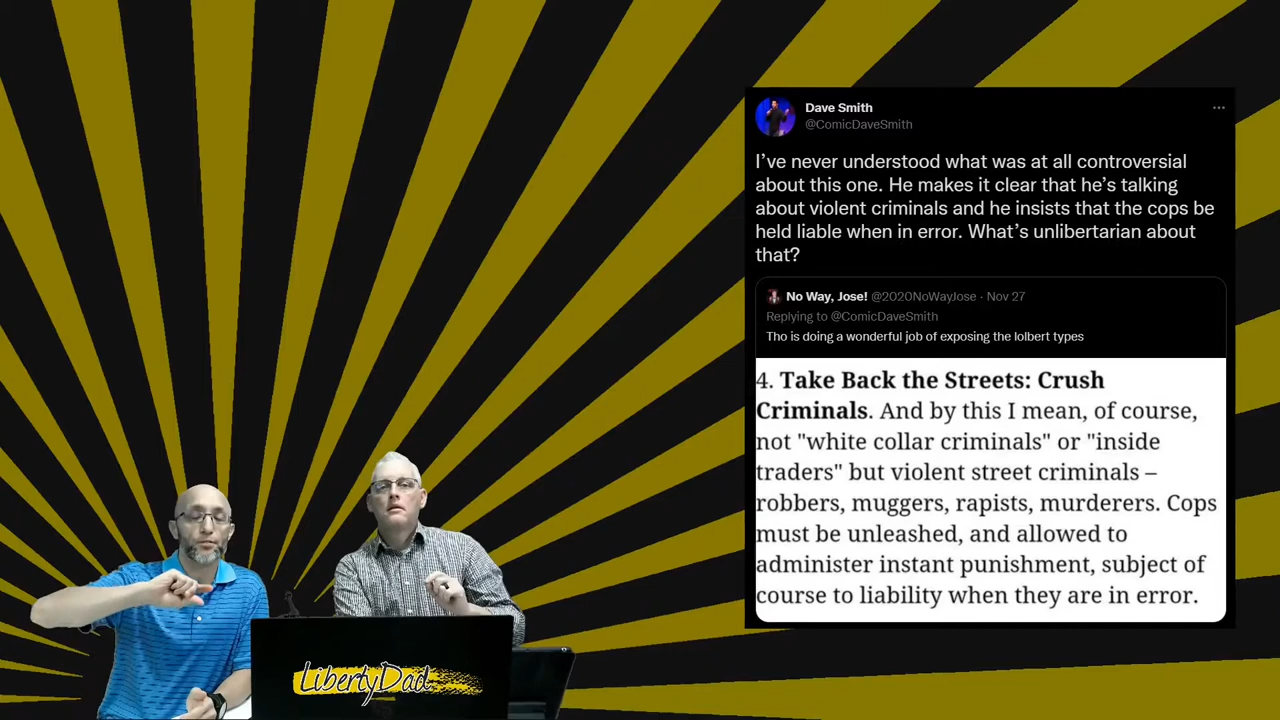 Dave Smith
@ComicDaveSmith
I’ve never understood what was at all controversial
about this one. He makes it clear that he’s talking
about violent criminals and he insists that the cops be
held liable when in error. What’s unlibertarian about
that?
No Way, Jose! @2020NoWayJose · Nov 27
Replying to @ComicDaveSmith
Tho is doing a wonderful job of exposing the lolbert types
4. Take Back the Streets: Crush
Criminals. And by this I mean, of course,
not "white collar criminals" or "inside
traders" but violent street criminals –
robbers, muggers, rapists, murderers. Cops
must be unleashed, and allowed to
administer instant punishment, subject of
course to liability when they are in error.
LibertyDad